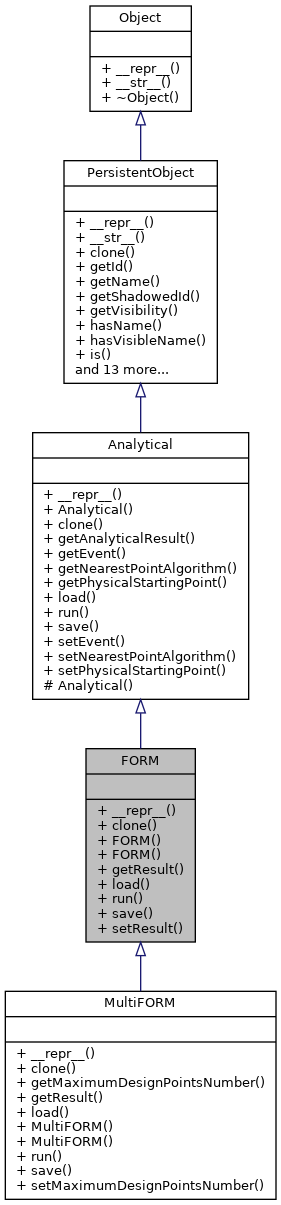 Object
+ __repr__()
+ __str__()
+ ~Object()
PersistentObject
+ __repr__()
+ __str__()
+ clone()
+ getId()
+ getName()
+ getShadowedId()
+ getVisibility()
+ hasName()
+ hasVisibleName()
+ is()
and 13 more...
Analytical
+ __repr__()
+ Analytical()
+ clone()
+ getAnalyticalResult()
+ getEvent()
+ getNearestPointAlgorithm()
+ getPhysicalStartingPoint()
+ load()
+ run()
+ save()
+ setEvent()
+ setNearestPointAlgorithm()
+ setPhysicalStartingPoint()
# Analytical()
FORM
+ __repr__()
+ clone()
+ FORM()
+ FORM()
+ getResult()
+ load()
+ run()
+ save()
+ setResult()
MultiFORM
+ __repr__()
+ clone()
+ getMaximumDesignPointsNumber()
+ getResult()
+ load()
+ MultiFORM()
+ MultiFORM()
+ run()
+ save()
+ setMaximumDesignPointsNumber()